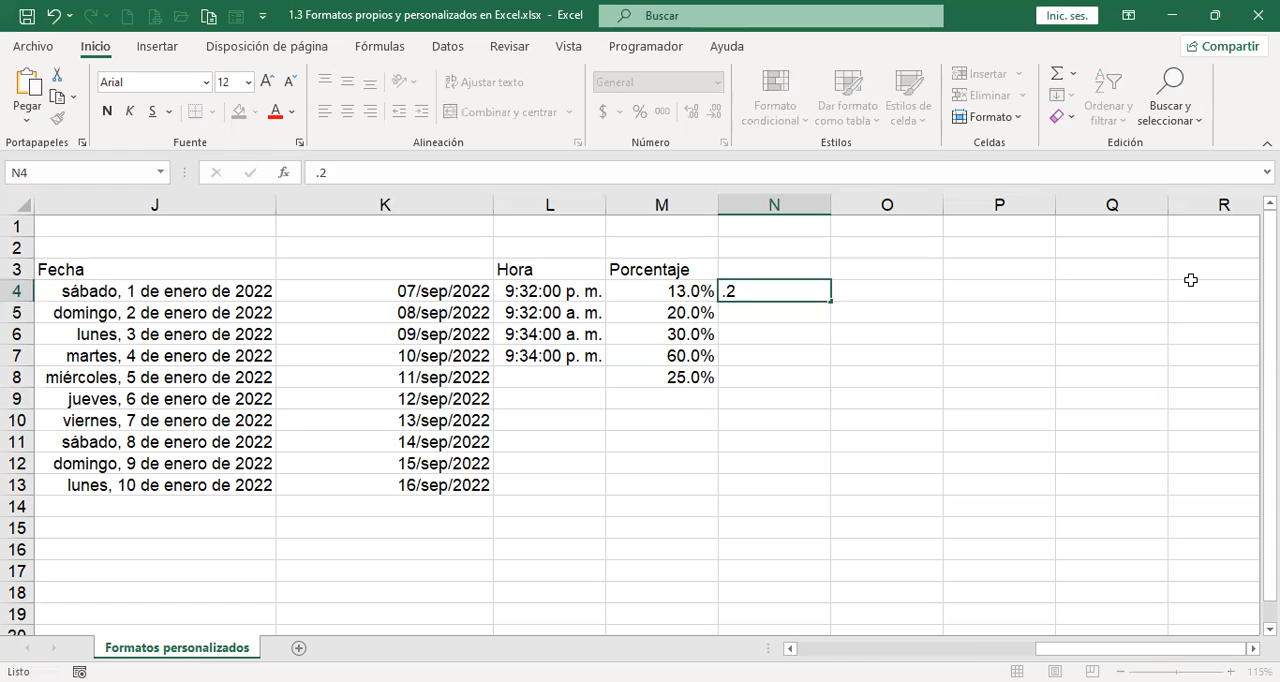 1.3 Formatos propios y personalizados en Excel.xlsx - Excel
Buscar
Inic. ses.
Archivo Inicio Insertar Disposición de página Fórmulas Datos Revisar Vista Programador Ayuda
Compartir
Pegar
Portapapeles
Arial 12
N K S
Fuente
Ajustar texto
Combinar y centrar
Alineación
General
$ % 000
Número
Formato condicional
Dar formato como tabla
Estilos de celda
Estilos
Insertar
Eliminar
Formato
Celdas
Ordenar y filtrar
Buscar y seleccionar
Edición
N4 fx .2
J K L M N O P Q R
1
2
3 Fecha Hora Porcentaje
4 sábado, 1 de enero de 2022 07/sep/2022 9:32:00 p. m. 13.0% .2
5 domingo, 2 de enero de 2022 08/sep/2022 9:32:00 a. m. 20.0%
6 lunes, 3 de enero de 2022 09/sep/2022 9:34:00 a. m. 30.0%
7 martes, 4 de enero de 2022 10/sep/2022 9:34:00 p. m. 60.0%
8 miércoles, 5 de enero de 2022 11/sep/2022 25.0%
9 jueves, 6 de enero de 2022 12/sep/2022
10 viernes, 7 de enero de 2022 13/sep/2022
11 sábado, 8 de enero de 2022 14/sep/2022
12 domingo, 9 de enero de 2022 15/sep/2022
13 lunes, 10 de enero de 2022 16/sep/2022
14
15
16
17
18
19
20
Formatos personalizados
Listo
115%